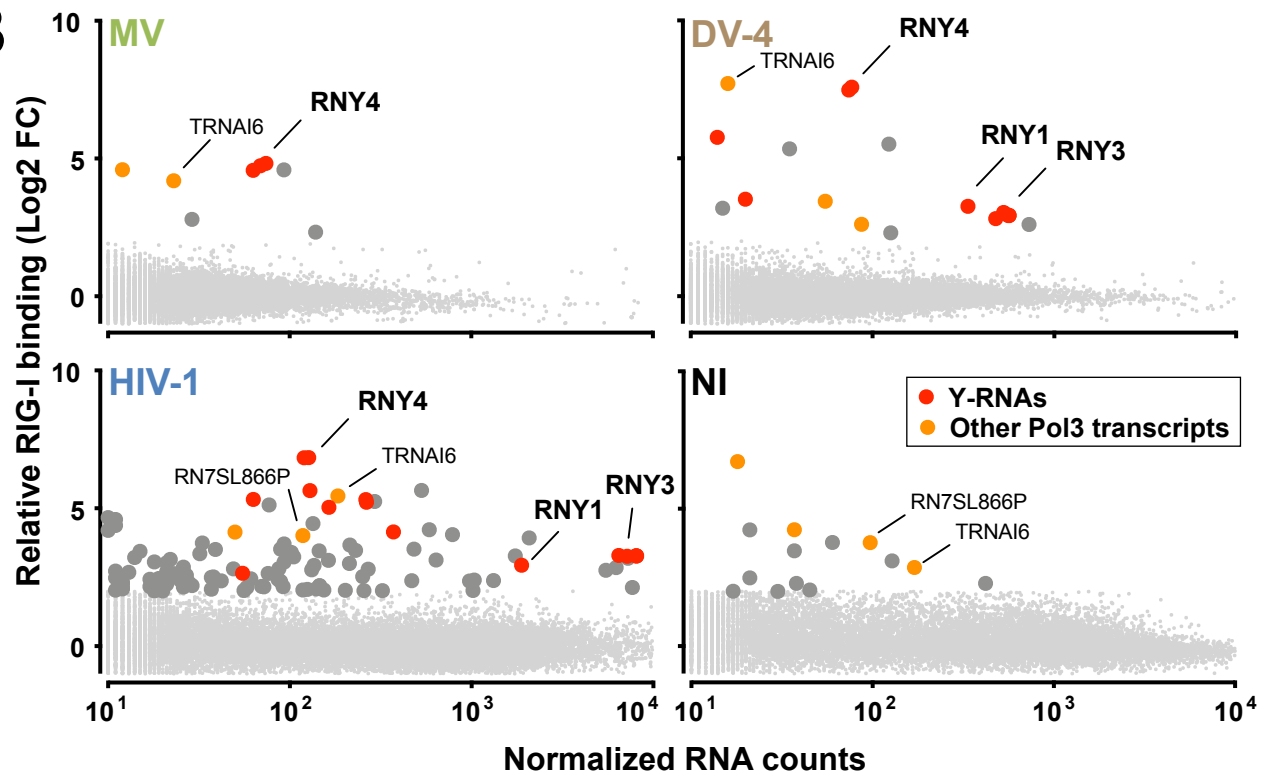 Relative RIG-I binding (Log2 FC)
10
MV
TRNAI6
RNY4
5
0
DV-4
TRNAI6
RNY4
RNY1
RNY3
10
HIV-1
RNY4
TRNAI6
RN7SL866P
RNY3
RNY1
5
0
NI
Y-RNAs
Other Pol3 transcripts
RN7SL866P
TRNAI6
10¹ 10² 10³ 10⁴ 10¹ 10² 10³ 10⁴
Normalized RNA counts